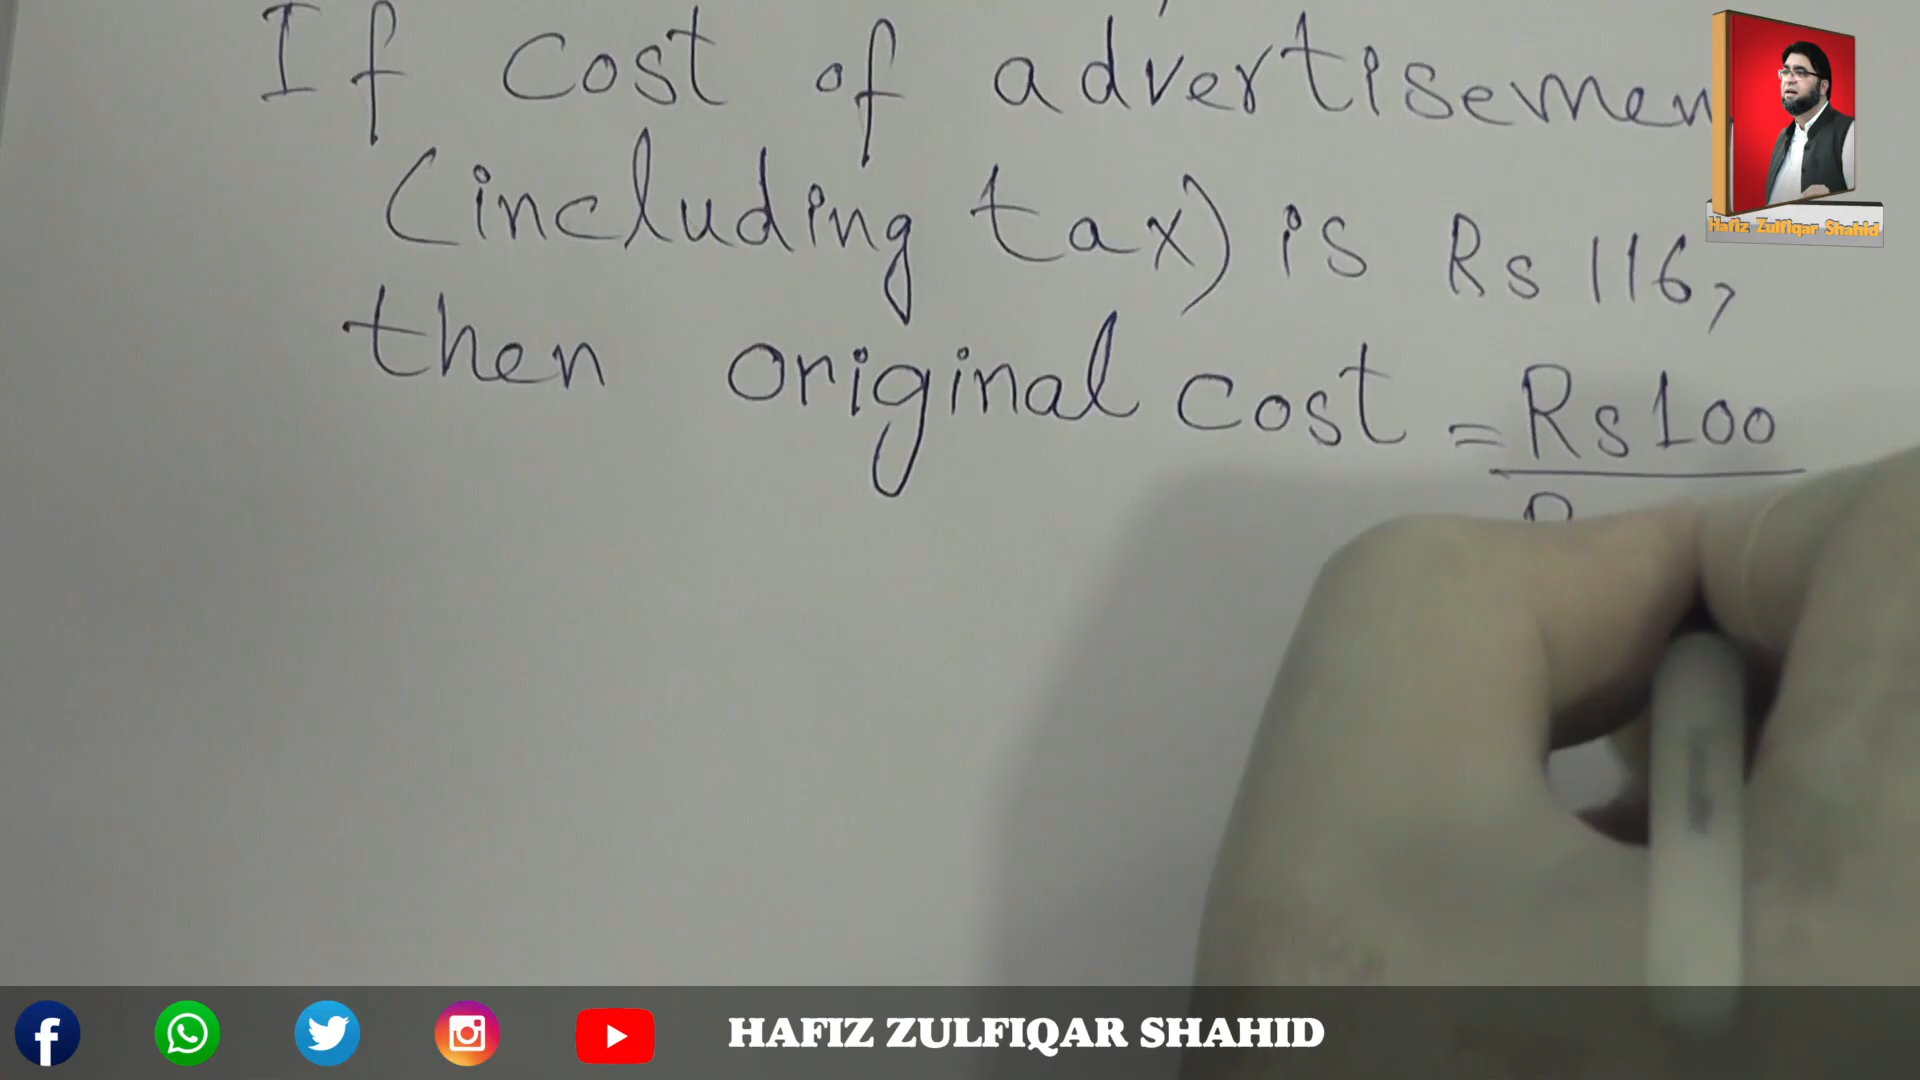 If cost of advertisemen
(including tax) is Rs 116,
then original cost = Rs 100
Hafiz Zulfiqar Shahid
HAFIZ ZULFIQAR SHAHID